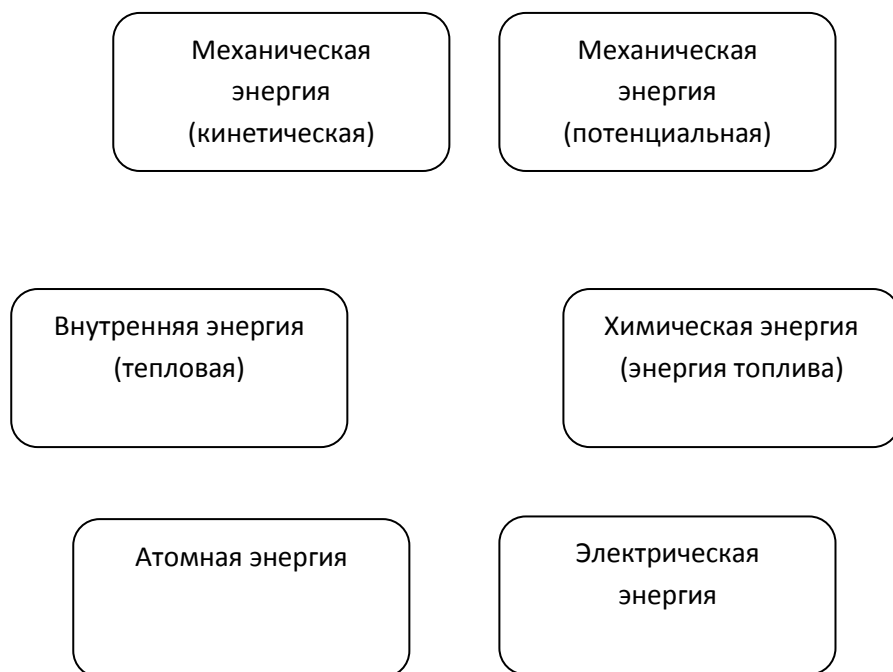 Механическая
энергия
(кинетическая)
Механическая
энергия
(потенциальная)
Внутренняя энергия
(тепловая)
Химическая энергия
(энергия топлива)
Атомная энергия
Электрическая
энергия